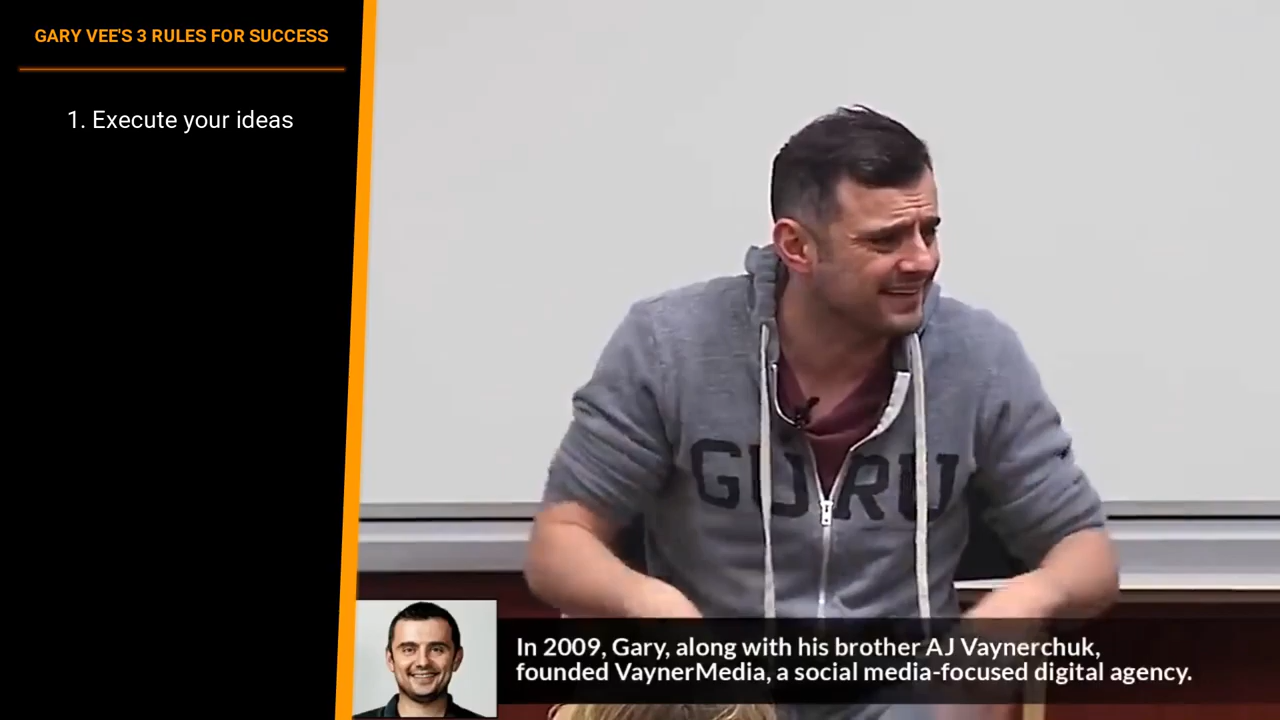 GARY VEE'S 3 RULES FOR SUCCESS
1. Execute your ideas
GURU
In 2009, Gary, along with his brother AJ Vaynerchuk,
founded VaynerMedia, a social media-focused digital agency.